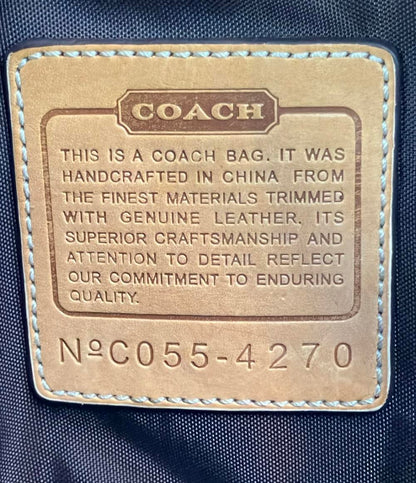 COACH
THIS IS A COACH BAG. IT WAS
HANDCRAFTED IN CHINA FROM
THE FINEST MATERIALS TRIMMED
WITH GENUINE LEATHER. ITS
SUPERIOR CRAFTSMANSHIP AND
ATTENTION TO DETAIL REFLECT
OUR COMMITMENT TO ENDURING
QUALITY.
NºC055-4270